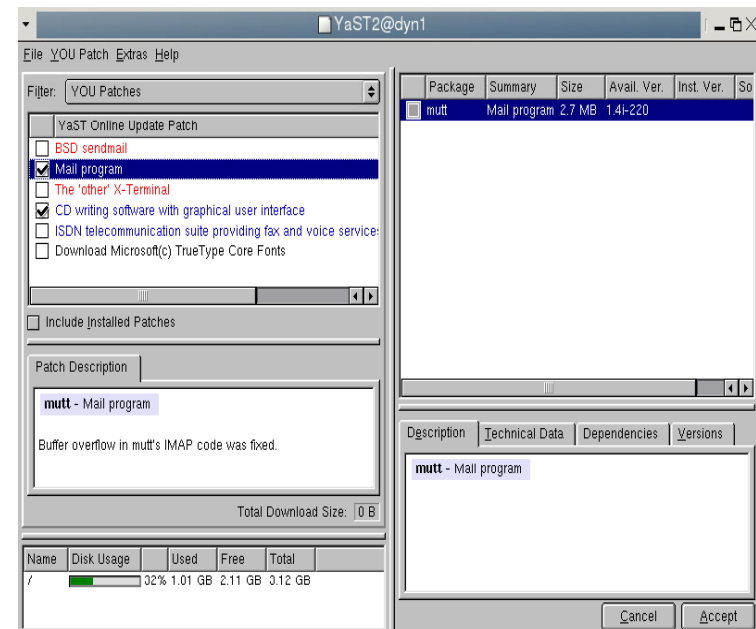 YaST2@dyn1
File YOU Patch Extras Help
Filter: YOU Patches
YaST Online Update Patch
BSD sendmail
Mail program
The 'other' X-Terminal
CD writing software with graphical user interface
ISDN telecommunication suite providing fax and voice services
Download Microsoft(c) TrueType Core Fonts
Include Installed Patches
Patch Description
mutt - Mail program
Buffer overflow in mutt's IMAP code was fixed.
Total Download Size: 0 B
Name Disk Usage Used Free Total
/ 32% 1.01 GB 2.11 GB 3.12 GB
Package Summary Size Avail. Ver. Inst. Ver. So
mutt Mail program 2.7 MB 1.4i-220
Description Technical Data Dependencies Versions
mutt - Mail program
Cancel Accept